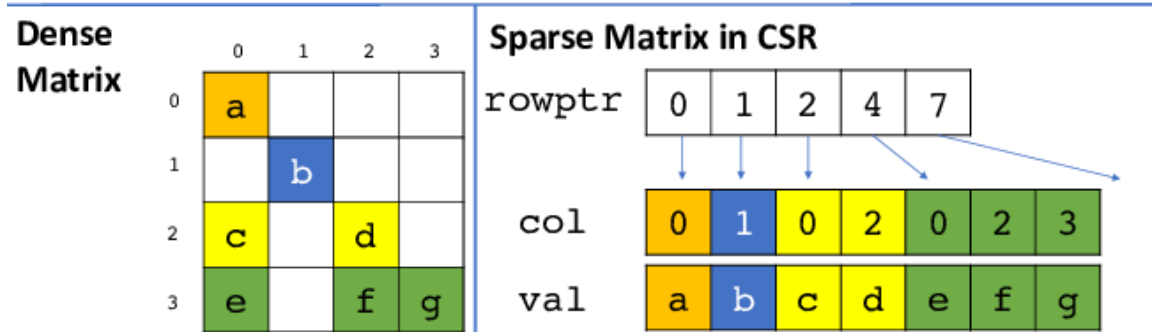 Dense
Matrix
0 1 2 3
0 a
1 b
2 c d
3 e f g
Sparse Matrix in CSR
rowptr 0 1 2 4 7
col 0 1 0 2 0 2 3
val a b c d e f g